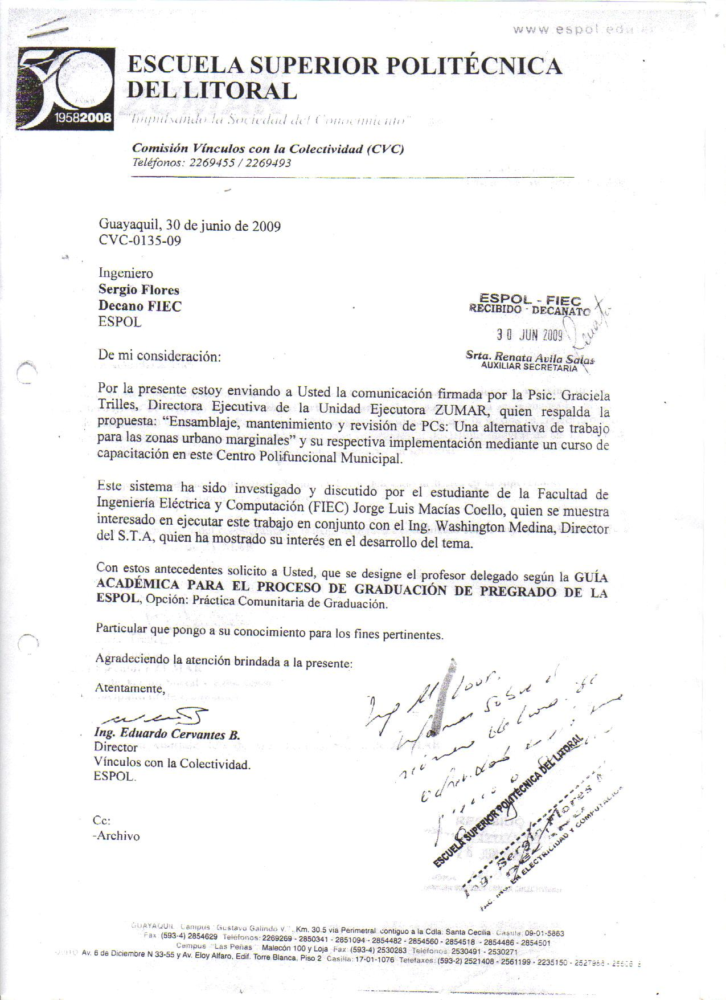 www.espol.edu
ESCUELA SUPERIOR POLITÉCNICA
DEL LITORAL
"Impulsando la Sociedad del Conocimiento"
50
19582008
Comisión Vínculos con la Colectividad (CVC)
Teléfonos: 2269455 / 2269493
Guayaquil, 30 de junio de 2009
CVC-0135-09
Ingeniero
Sergio Flores
Decano FIEC
ESPOL
ESPOL - FIEC
RECIBIDO - DECANATO
30 JUN 2009
Srta. Renata Avila Salas
AUXILIAR SECRETARIA
De mi consideración:
Por la presente estoy enviando a Usted la comunicación firmada por la Psic. Graciela
Trilles, Directora Ejecutiva de la Unidad Ejecutora ZUMAR, quien respalda la
propuesta: “Ensamblaje, mantenimiento y revisión de PCs: Una alternativa de trabajo
para las zonas urbano marginales” y su respectiva implementación mediante un curso de
capacitación en este Centro Polifuncional Municipal.
Este sistema ha sido investigado y discutido por el estudiante de la Facultad de
Ingeniería Eléctrica y Computación (FIEC) Jorge Luis Macías Coello, quien se muestra
interesado en ejecutar este trabajo en conjunto con el Ing. Washington Medina, Director
del S.T.A, quien ha mostrado su interés en el desarrollo del tema.
Con estos antecedentes solicito a Usted, que se designe el profesor delegado según la GUÍA
ACADÉMICA PARA EL PROCESO DE GRADUACIÓN DE PREGRADO DE LA
ESPOL, Opción: Práctica Comunitaria de Graduación.
Particular que pongo a su conocimiento para los fines pertinentes.
Agradeciendo la atención brindada a la presente:
Atentamente,
Ing. Eduardo Cervantes B.
Director
Vínculos con la Colectividad.
ESPOL.
Cc:
-Archivo
ESCUELA SUPERIOR POLITÉCNICA DEL LITORAL
Ing. Sergio Flores
FAC. ING. EN ELECTRICIDAD Y COMPUTACION
GUAYAQUIL Campus "Gustavo Galindo V.", Km. 30.5 vía Perimetral contiguo a la Cdla. Santa Cecilia Casilla: 09-01-5863
Fax (593-4) 2854629 Teléfonos: 2269269 - 2850341 - 2851094 - 2854482 - 2854560 - 2854518 - 2854486 - 2854501
Campus "Las Peñas" Malecón 100 y Loja Fax (593-4) 2530283 Teléfonos 2530491 - 2530271
Av. 6 de Diciembre N 33-55 y Av. Eloy Alfaro, Edif. Torre Blanca, Piso 2 Casilla: 17-01-1076 Telefaxes: (593-2) 2521408 - 2561199 - 2235150 -